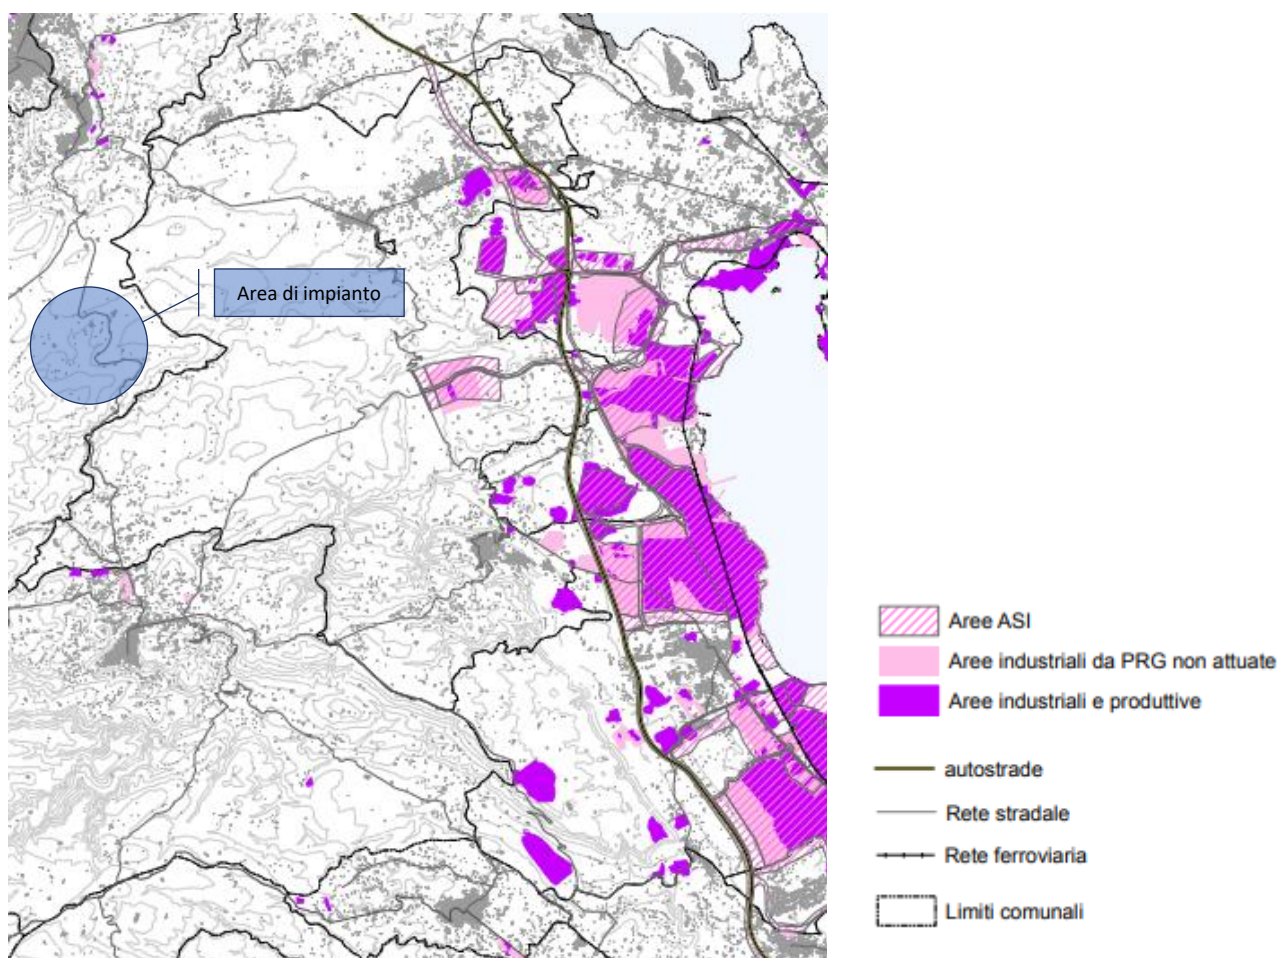 Area di impianto
Aree ASI
Aree industriali da PRG non attuate
Aree industriali e produttive
autostrade
Rete stradale
Rete ferroviaria
Limiti comunali